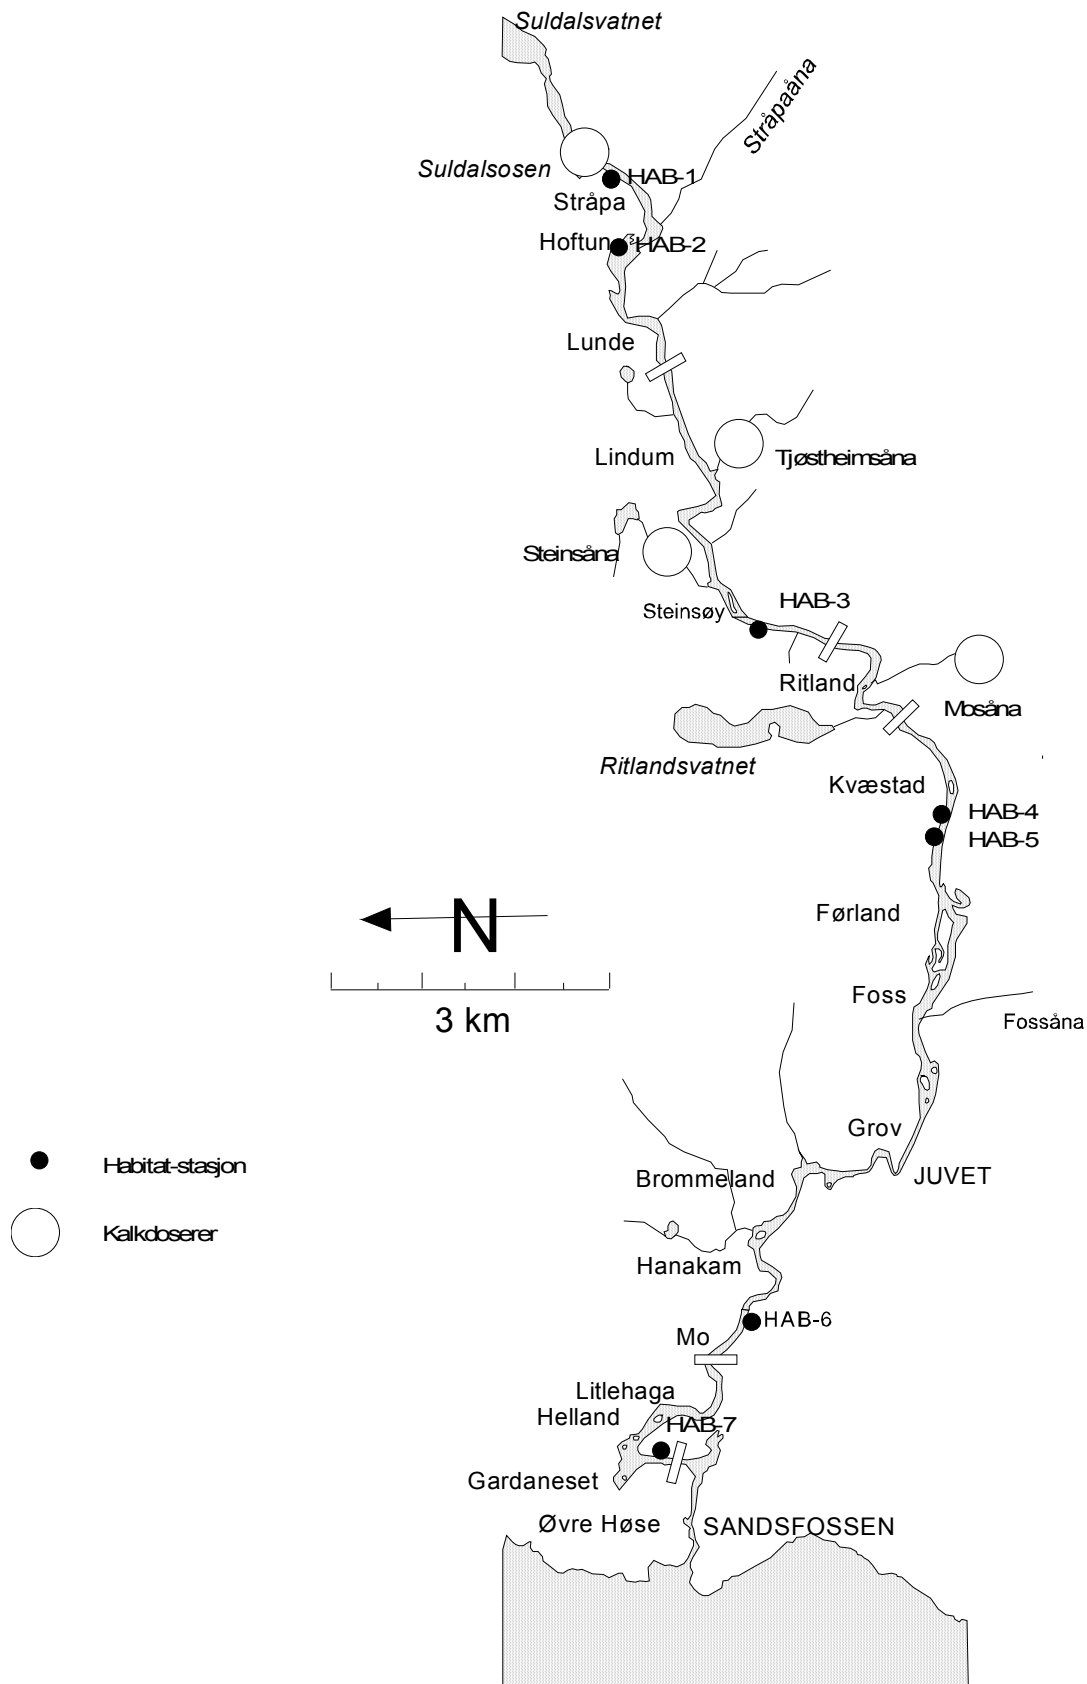 Suldalsvatnet
Stråpaåna
Suldalsosen
HAB-1
Stråpa
Hoftun
HAB-2
Lunde
Lindum
Tjøstheimsåna
Steinsåna
HAB-3
Steinsøy
Ritland
Mosåna
Ritlandsvatnet
Kvæstad
HAB-4
HAB-5
Førland
N
Foss
3 km
Fossåna
Grov
Habitat-stasjon
Brommeland
JUVET
Kalkdoserer
Hanakam
HAB-6
Mo
Litlehaga
Helland
HAB-7
Gardaneset
Øvre Høse
SANDSFOSSEN